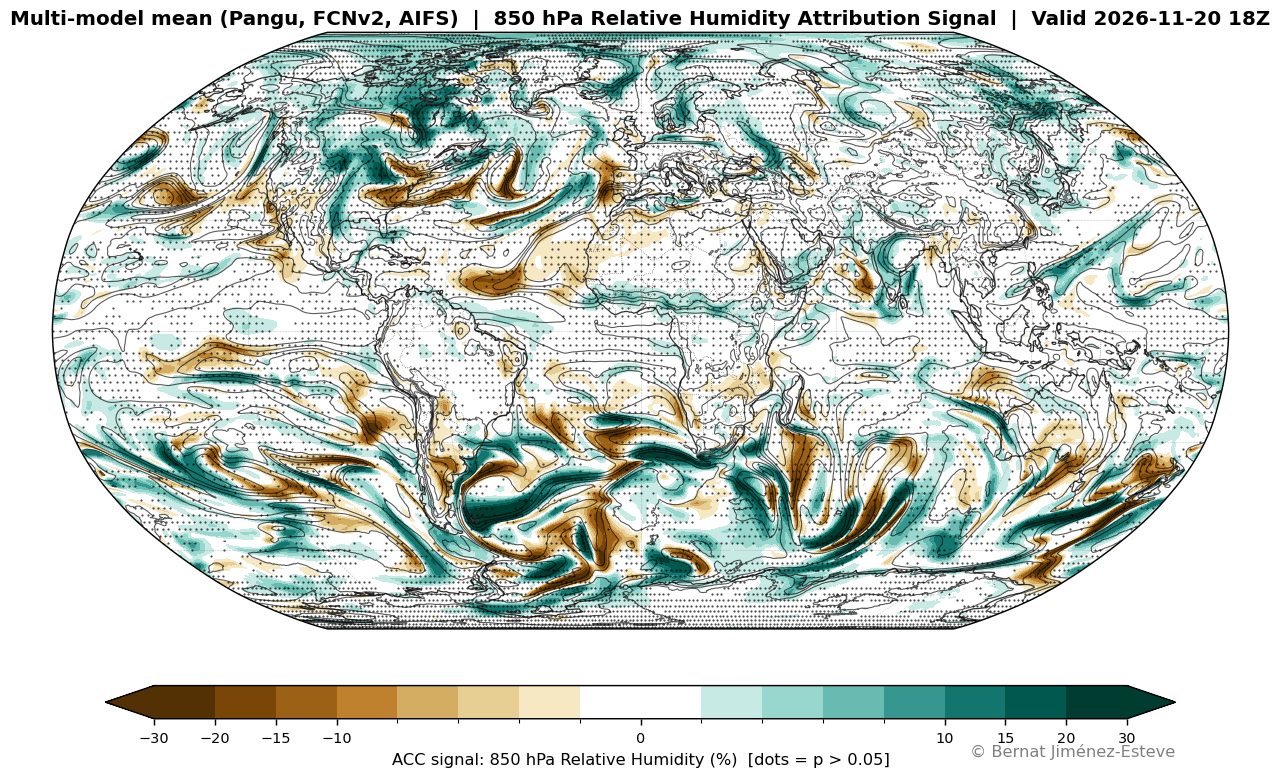 Multi-model mean (Pangu, FCNv2, AIFS)  |  850 hPa Relative Humidity Attribution Signal  |  Valid 2026-11-20 18Z
−30 −20 −15 −10 0 10 15 20 30
ACC signal: 850 hPa Relative Humidity (%)  [dots = p > 0.05]
© Bernat Jiménez-Esteve